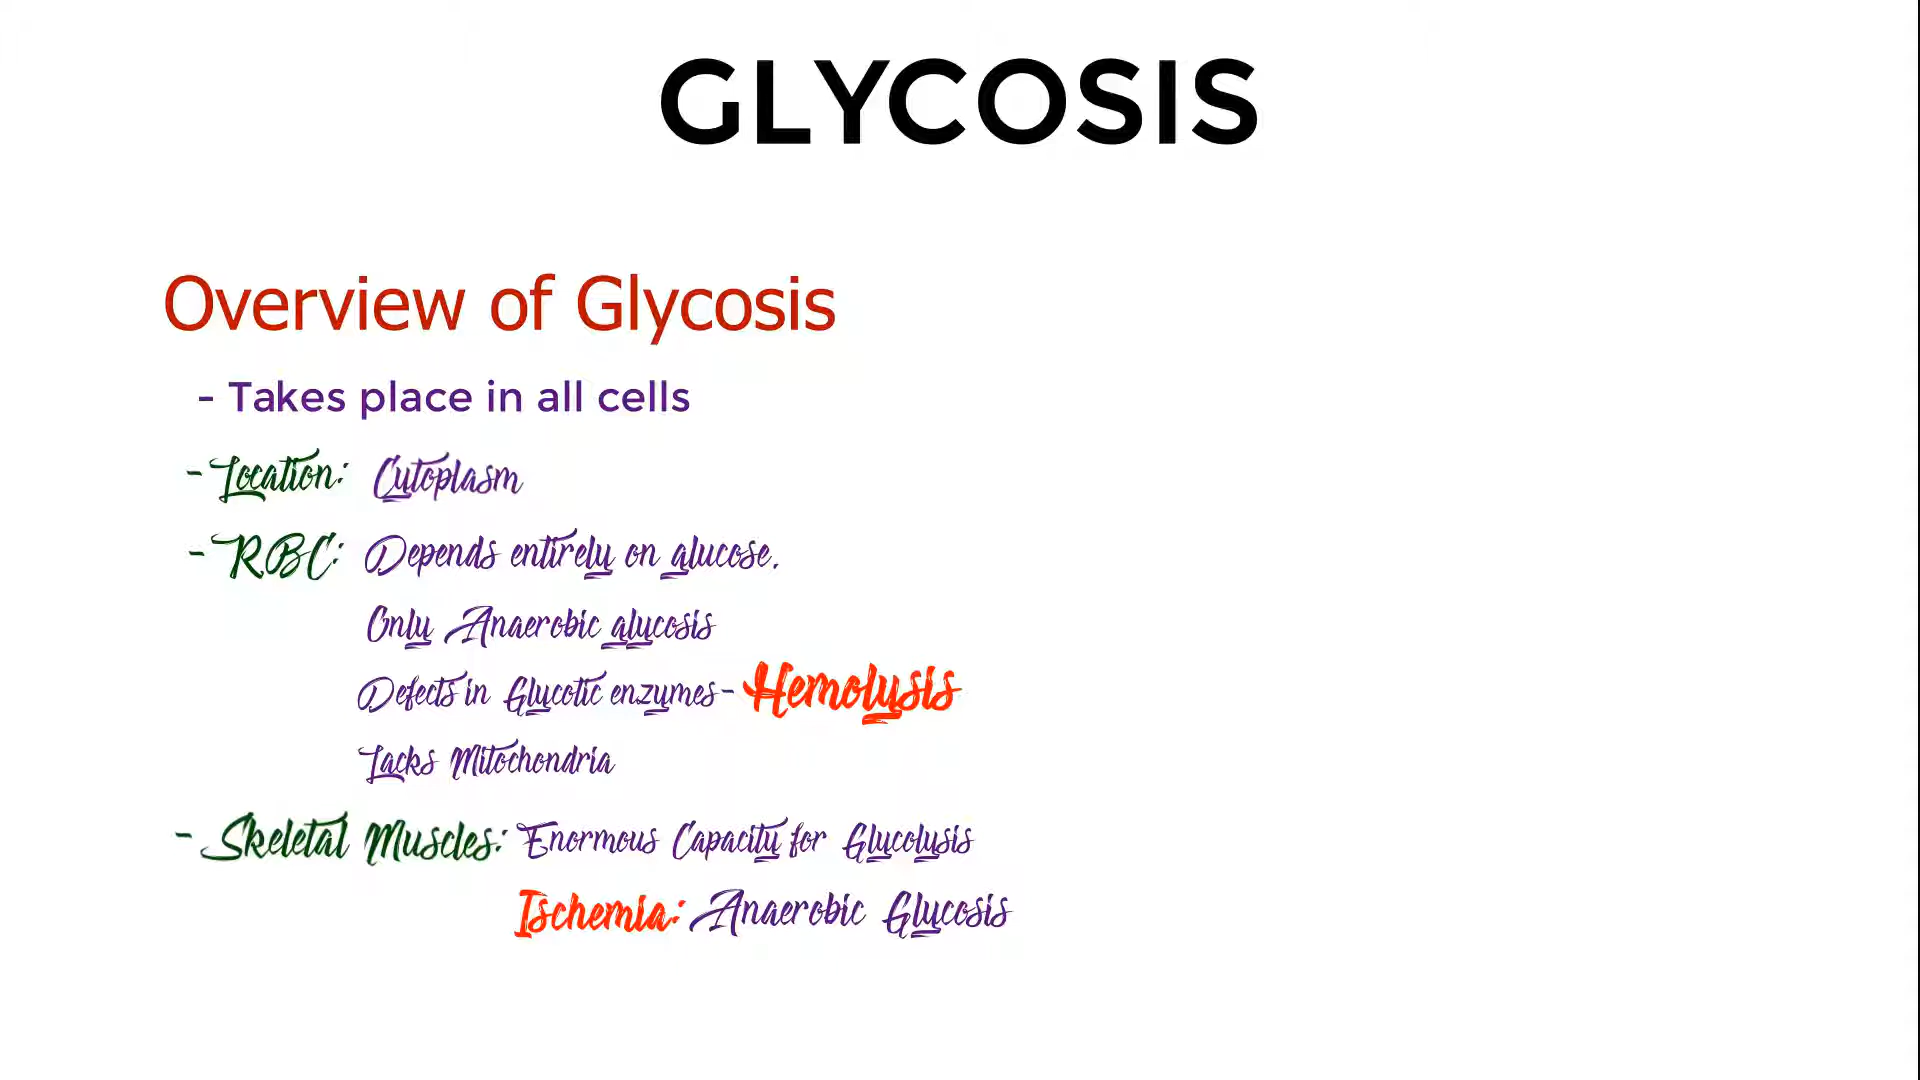 GLYCOSIS
Overview of Glycosis
- Takes place in all cells
- Location: Cytoplasm
- RBC: Depends entirely on glucose.
Only Anaerobic glycosis
Defects in Glycotic enzymes- Hemolysis
Lacks Mitochondria
- Skeletal Muscles: Enormous Capacity for Glycolysis
Ischemia: Anaerobic Glycosis